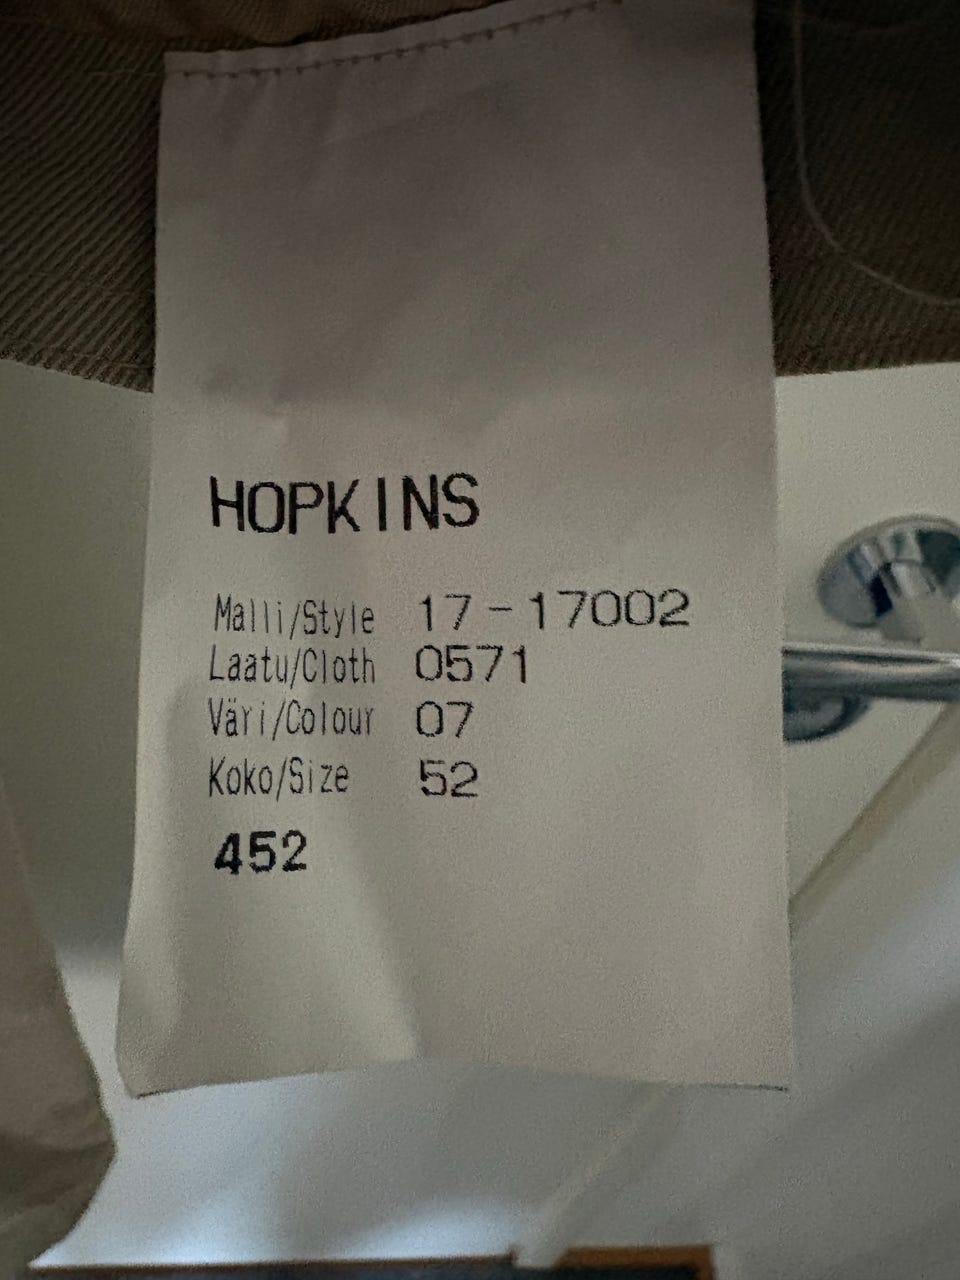 HOPKINS
Malli/Style 17-17002
Laatu/Cloth 0571
Väri/Colour 07
Koko/Size 52
452